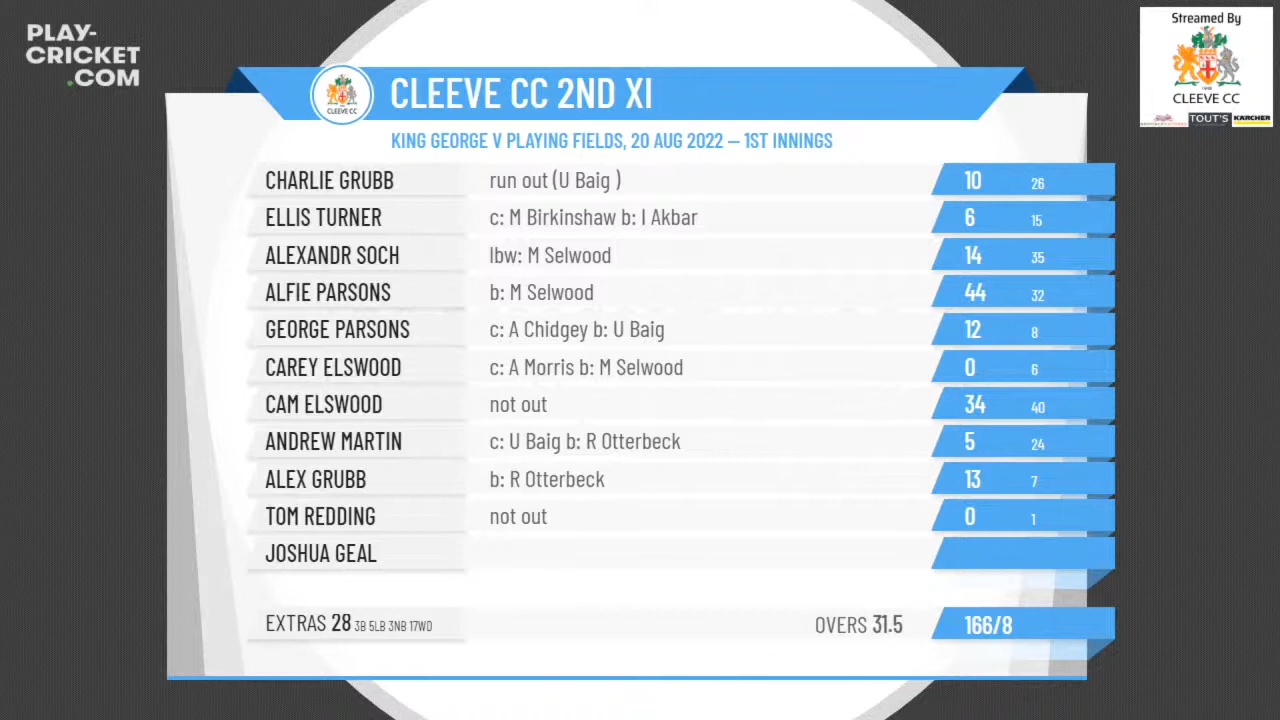 PLAY-
CRICKET
.COM
Streamed By
CLEEVE CC
TOUT'S KÄRCHER
CLEEVE CC
CLEEVE CC 2ND XI
KING GEORGE V PLAYING FIELDS, 20 AUG 2022 – 1ST INNINGS
CHARLIE GRUBB run out (U Baig ) 10 26
ELLIS TURNER c: M Birkinshaw b: I Akbar 6 15
ALEXANDR SOCH lbw: M Selwood 14 35
ALFIE PARSONS b: M Selwood 44 32
GEORGE PARSONS c: A Chidgey b: U Baig 12 8
CAREY ELSWOOD c: A Morris b: M Selwood 0 6
CAM ELSWOOD not out 34 40
ANDREW MARTIN c: U Baig b: R Otterbeck 5 24
ALEX GRUBB b: R Otterbeck 13 7
TOM REDDING not out 0 1
JOSHUA GEAL
EXTRAS 28 3B 5LB 3NB 17WD OVERS 31.5 166/8